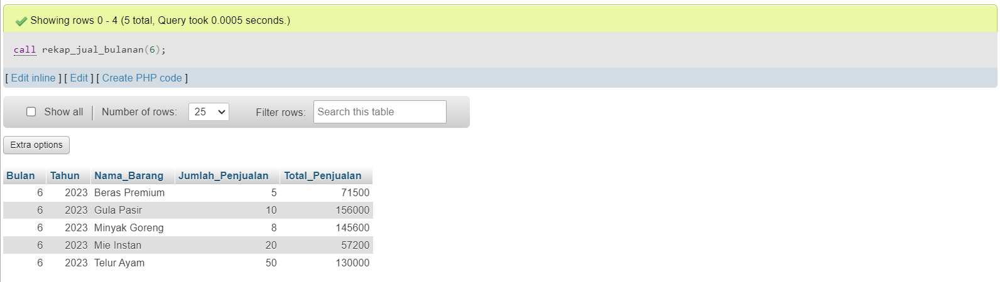 Showing rows 0 - 4 (5 total, Query took 0.0005 seconds.)
call rekap_jual_bulanan(6);
[ Edit inline ] [ Edit ] [ Create PHP code ]
Show all | Number of rows: 25 Filter rows: Search this table
Extra options
Bulan Tahun Nama_Barang Jumlah_Penjualan Total_Penjualan
6 2023 Beras Premium 5 71500
6 2023 Gula Pasir 10 156000
6 2023 Minyak Goreng 8 145600
6 2023 Mie Instan 20 57200
6 2023 Telur Ayam 50 130000